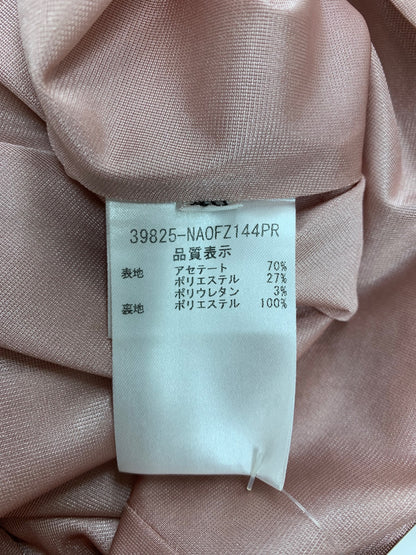 39825-NAOFZ144PR
品質表示
表地 アセテート 70%
ポリエステル 27%
ポリウレタン 3%
裏地 ポリエステル 100%